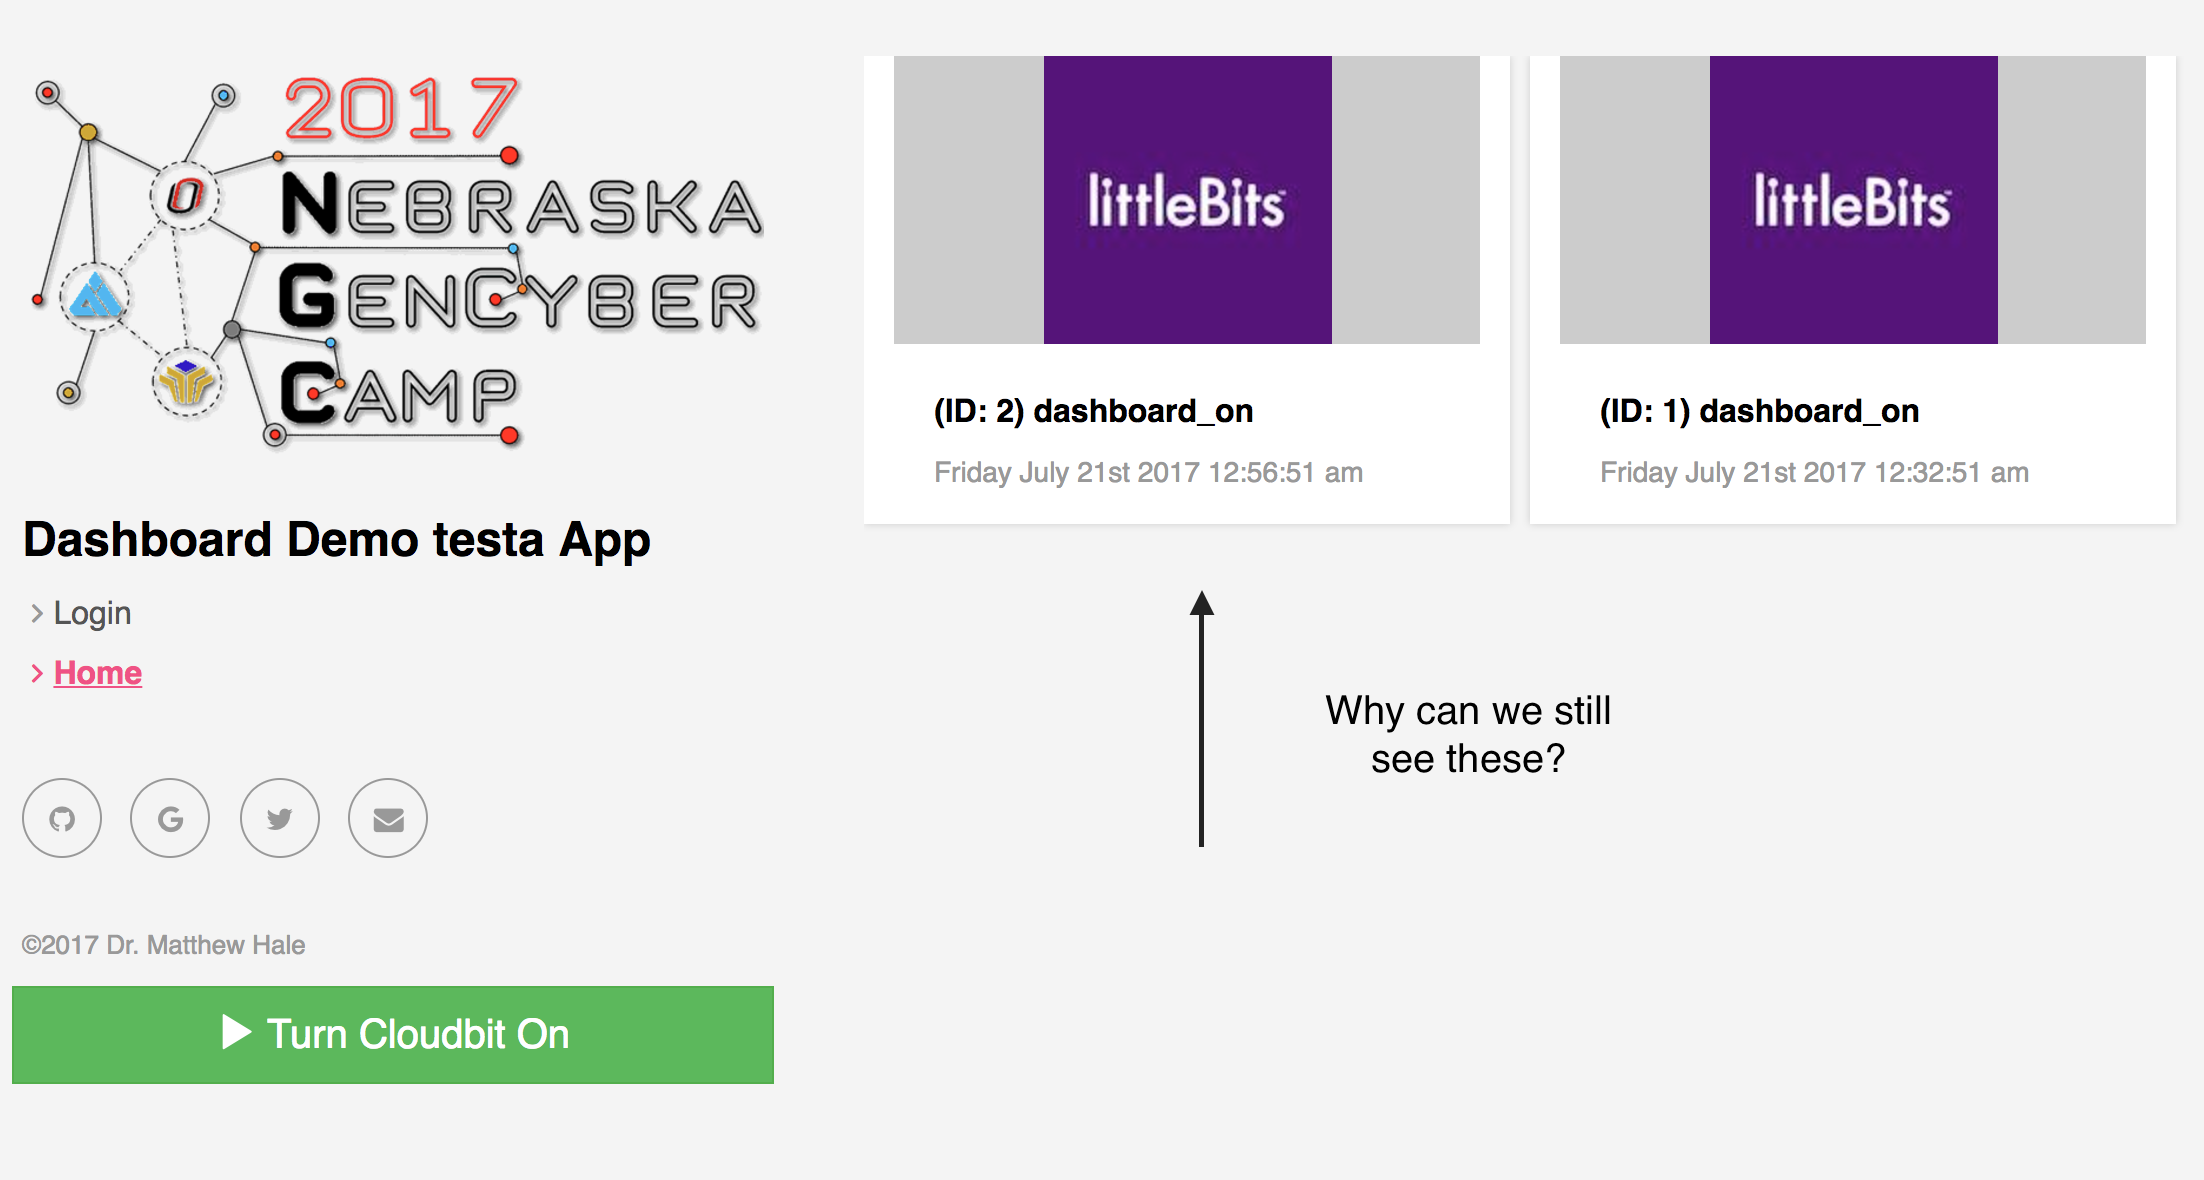 2017
NEBRASKA
GENCYBER
CAMP
Dashboard Demo testa App
Login
Home
©2017 Dr. Matthew Hale
Turn Cloudbit On
littleBits™
(ID: 2) dashboard_on
Friday July 21st 2017 12:56:51 am
littleBits™
(ID: 1) dashboard_on
Friday July 21st 2017 12:32:51 am
Why can we still
see these?